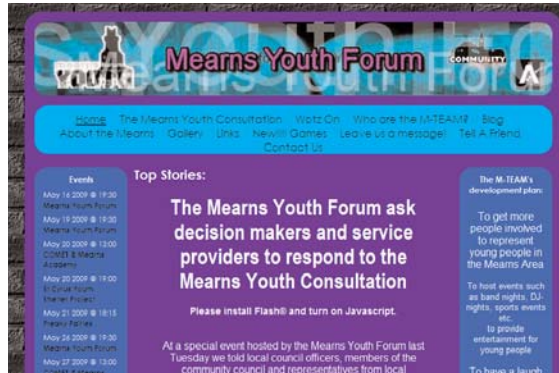 Mearns Youth Forum
COMMUNITY
Home The Mearns Youth Consultation Wotz On Who are the M-TEAM? Blog
About the Mearns Gallery Links New!!! Games Leave us a message! Tell A Friend
Contact Us
Events
May 16 2009 @ 19:30
Mearns Youth Forum
May 19 2009 @ 19:30
Mearns Youth Forum
May 20 2009 @ 13:00
COMET @ Mearns
Academy
May 20 2009 @ 19:00
St Cyrus Youth
Shelter Project
May 21 2009 @ 18:15
Freaky Fairies
May 26 2009 @ 19:30
Mearns Youth Forum
May 27 2009 @ 13:00
Top Stories:
The Mearns Youth Forum ask
decision makers and service
providers to respond to the
Mearns Youth Consultation
Please install Flash® and turn on Javascript.
At a special event hosted by the Mearns Youth Forum last
Tuesday we told local council officers, members of the
community council and representatives from local
The M-TEAM's
development plan:
To get more
people involved
to represent
young people in
the Mearns Area
To host events such
as band nights, DJ-
nights, sports events
etc.
to provide
entertainment for
young people
To have a laugh